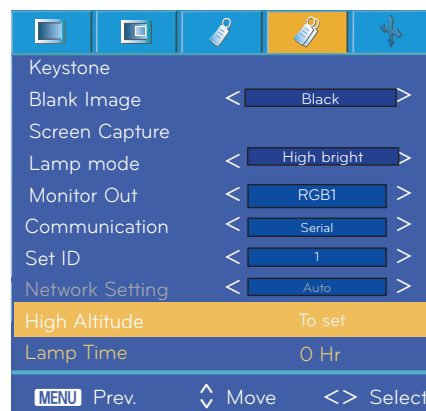 Keystone
Blank Image < Black >
Screen Capture
Lamp mode < High bright >
Monitor Out < RGB1 >
Communication < Serial >
Set ID < 1 >
Network Setting < Auto >
High Altitude To set
Lamp Time 0 Hr
MENU Prev. Move <> Select